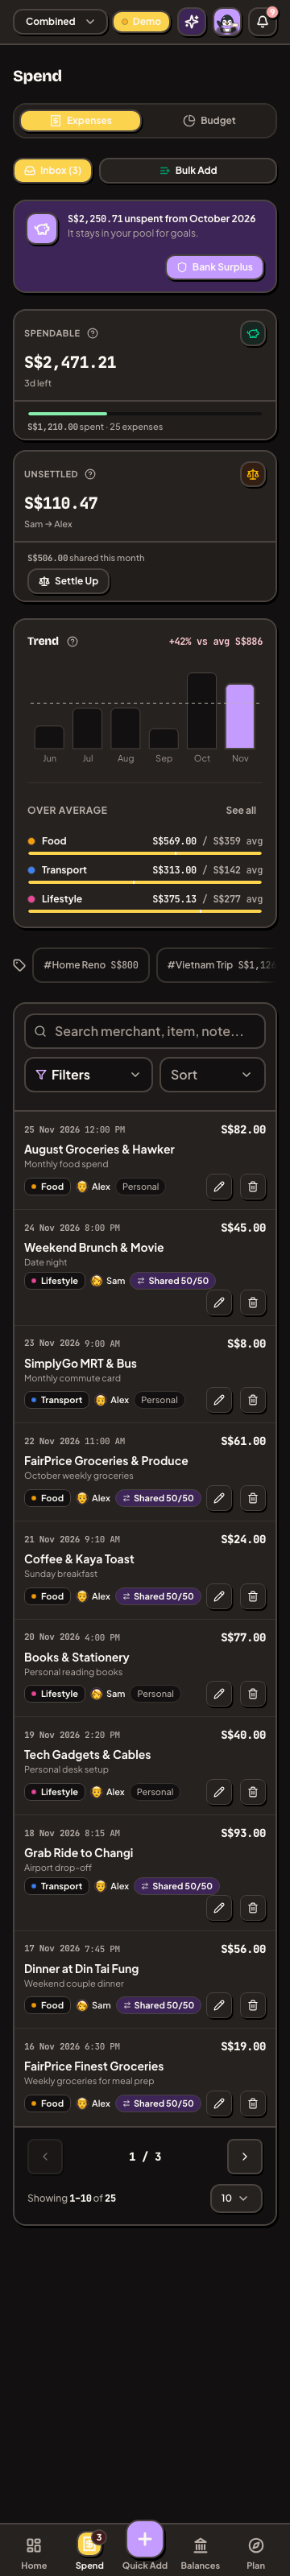 Combined
Demo
9
Spend
Expenses
Budget
Inbox (3)
Bulk Add
S$2,250.71 unspent from October 2026
It stays in your pool for goals.
Bank Surplus
SPENDABLE
S$2,471.21
3d left
S$1,210.00 spent · 25 expenses
UNSETTLED
S$110.47
Sam → Alex
S$506.00 shared this month
Settle Up
Trend
+42% vs avg S$886
Jun Jul Aug Sep Oct Nov
OVER AVERAGE
See all
Food S$569.00 / S$359 avg
Transport S$313.00 / S$142 avg
Lifestyle S$375.13 / S$277 avg
#Home Reno S$800
#Vietnam Trip
Search merchant, item, note...
Filters
Sort
25 Nov 2026 12:00 PM S$82.00
August Groceries & Hawker
Monthly food spend
Food Alex Personal
24 Nov 2026 8:00 PM S$45.00
Weekend Brunch & Movie
Date night
Lifestyle Sam Shared 50/50
23 Nov 2026 9:00 AM S$8.00
SimplyGo MRT & Bus
Monthly commute card
Transport Alex Personal
22 Nov 2026 11:00 AM S$61.00
FairPrice Groceries & Produce
October weekly groceries
Food Alex Shared 50/50
21 Nov 2026 9:10 AM S$24.00
Coffee & Kaya Toast
Sunday breakfast
Food Alex Shared 50/50
20 Nov 2026 4:00 PM S$77.00
Books & Stationery
Personal reading books
Lifestyle Sam Personal
19 Nov 2026 2:20 PM S$40.00
Tech Gadgets & Cables
Personal desk setup
Lifestyle Alex Personal
18 Nov 2026 8:15 AM S$93.00
Grab Ride to Changi
Airport drop-off
Transport Alex Shared 50/50
17 Nov 2026 7:45 PM S$56.00
Dinner at Din Tai Fung
Weekend couple dinner
Food Sam Shared 50/50
16 Nov 2026 6:30 PM S$19.00
FairPrice Finest Groceries
Weekly groceries for meal prep
Food Alex Shared 50/50
1 / 3
Showing 1-10 of 25
10
3
Home
Spend
Quick Add
Balances
Plan